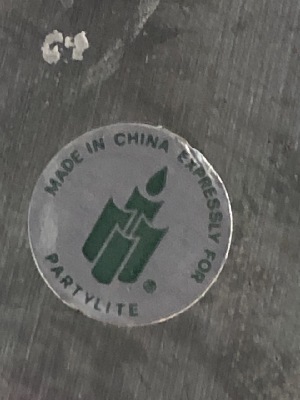 MADE IN CHINA EXPRESSLY FOR
PARTYLITE
®